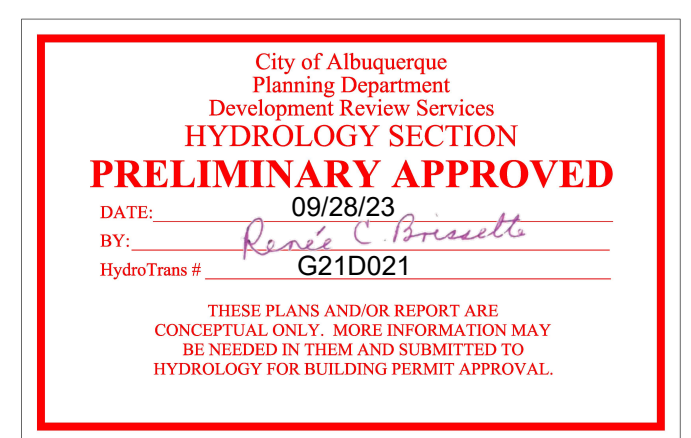 City of Albuquerque
Planning Department
Development Review Services
HYDROLOGY SECTION
PRELIMINARY APPROVED
DATE: 09/28/23
BY: Renée C. Brissette
HydroTrans # G21D021
THESE PLANS AND/OR REPORT ARE
CONCEPTUAL ONLY. MORE INFORMATION MAY
BE NEEDED IN THEM AND SUBMITTED TO
HYDROLOGY FOR BUILDING PERMIT APPROVAL.